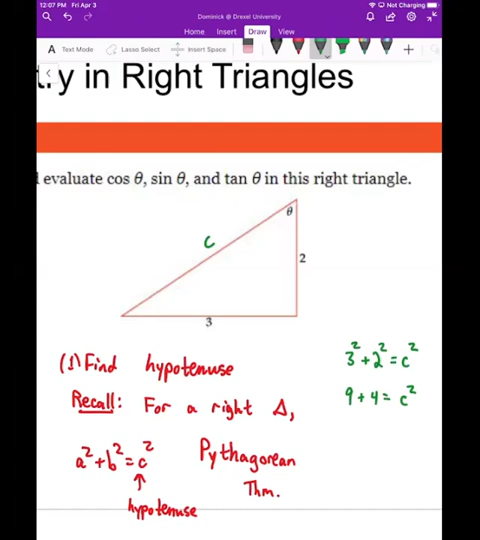 12:07 PM Fri Apr 3
Not Charging
Dominick @ Drexel University
Home Insert Draw View
A Text Mode Lasso Select Insert Space
try in Right Triangles
evaluate cos θ, sin θ, and tan θ in this right triangle.
θ
c
2
3
(1) Find hypotenuse
Recall: For a right Δ,
a² + b² = c² Pythagorean
Thm.
↑
hypotenuse
3² + 2² = c²
9 + 4 = c²